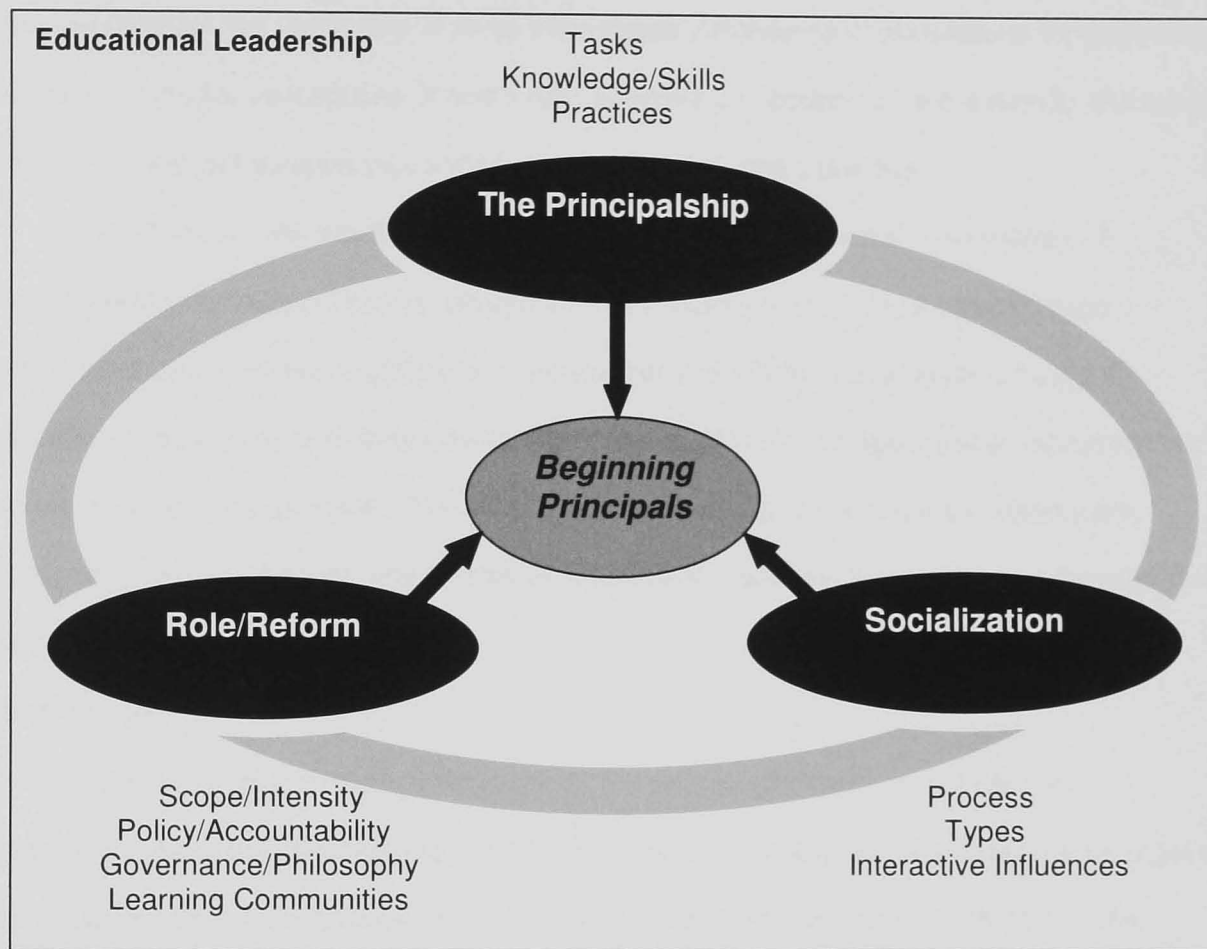 Educational Leadership
Tasks
Knowledge/Skills
Practices
The Principalship
Beginning
Principals
Role/Reform
Socialization
Scope/Intensity
Policy/Accountability
Governance/Philosophy
Learning Communities
Process
Types
Interactive Influences